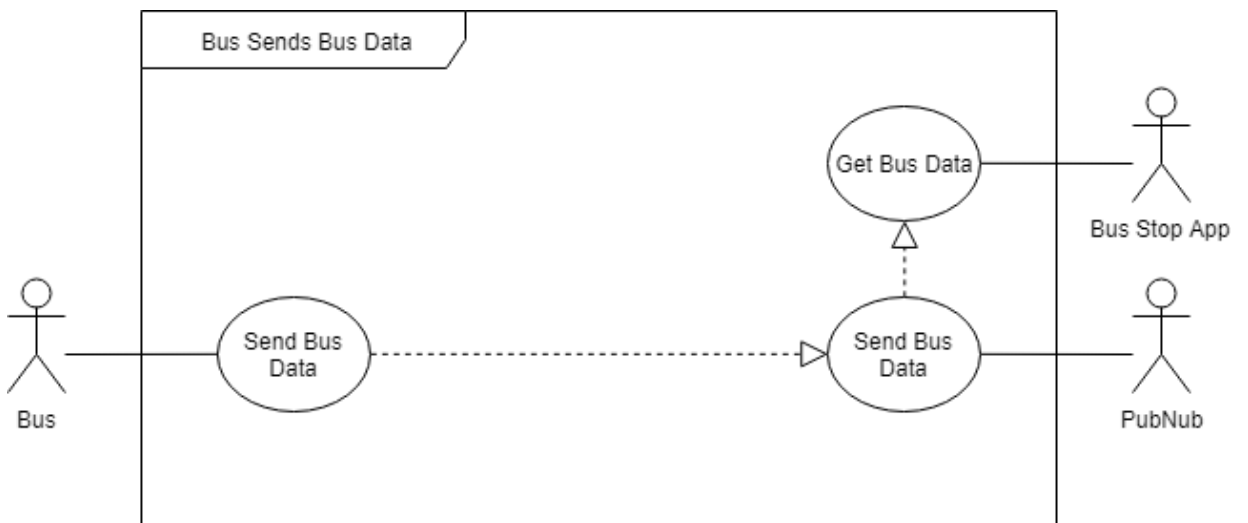 Bus Sends Bus Data
Get Bus Data
Bus Stop App
Send Bus
Data
Send Bus
Data
Bus
PubNub